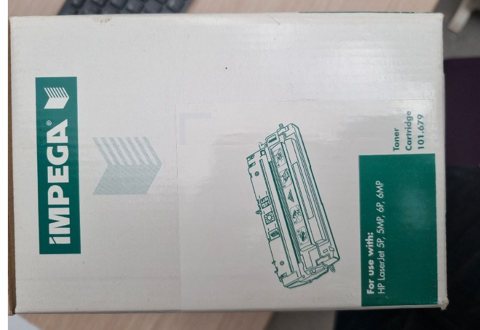 IMPEGA®
Toner
Cartridge
101.679
For use with:
HP LaserJet 5P, 5MP, 6P, 6MP